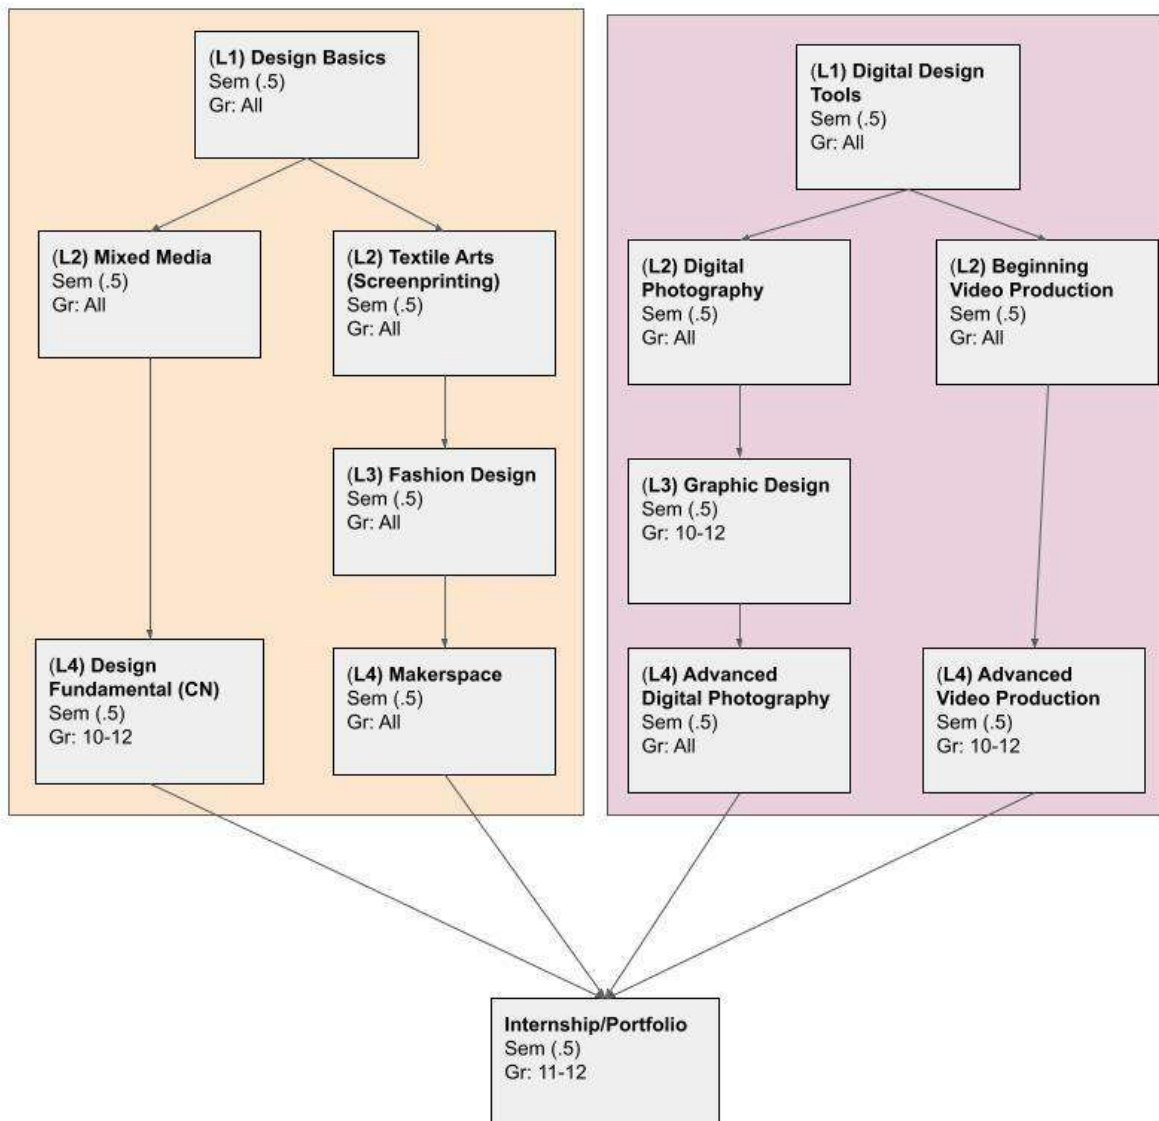 (L1) Design Basics
Sem (.5)
Gr: All
(L1) Digital Design
Tools
Sem (.5)
Gr: All
(L2) Mixed Media
Sem (.5)
Gr: All
(L2) Textile Arts
(Screenprinting)
Sem (.5)
Gr: All
(L2) Digital
Photography
Sem (.5)
Gr: All
(L2) Beginning
Video Production
Sem (.5)
Gr: All
(L3) Fashion Design
Sem (.5)
Gr: All
(L3) Graphic Design
Sem (.5)
Gr: 10-12
(L4) Design
Fundamental (CN)
Sem (.5)
Gr: 10-12
(L4) Makerspace
Sem (.5)
Gr: All
(L4) Advanced
Digital Photography
Sem (.5)
Gr: All
(L4) Advanced
Video Production
Sem (.5)
Gr: 10-12
Internship/Portfolio
Sem (.5)
Gr: 11-12